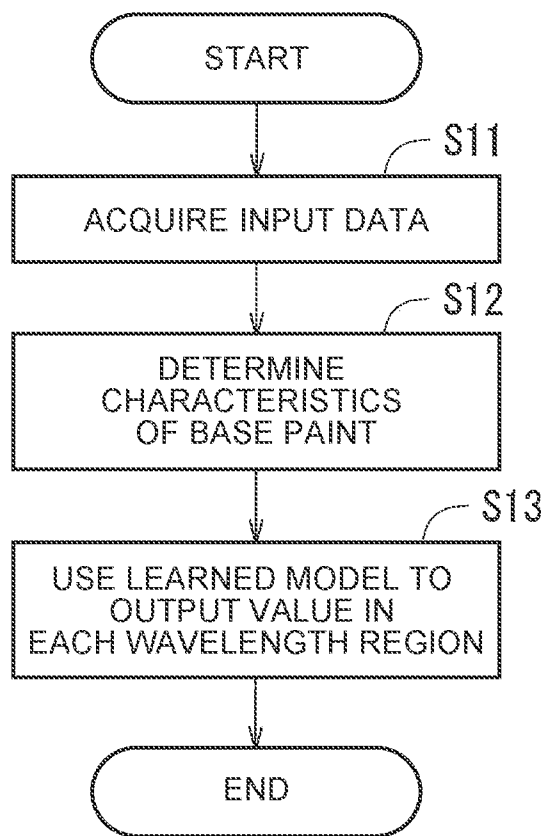 START
S11
ACQUIRE INPUT DATA
S12
DETERMINE
CHARACTERISTICS
OF BASE PAINT
S13
USE LEARNED MODEL TO
OUTPUT VALUE IN
EACH WAVELENGTH REGION
END